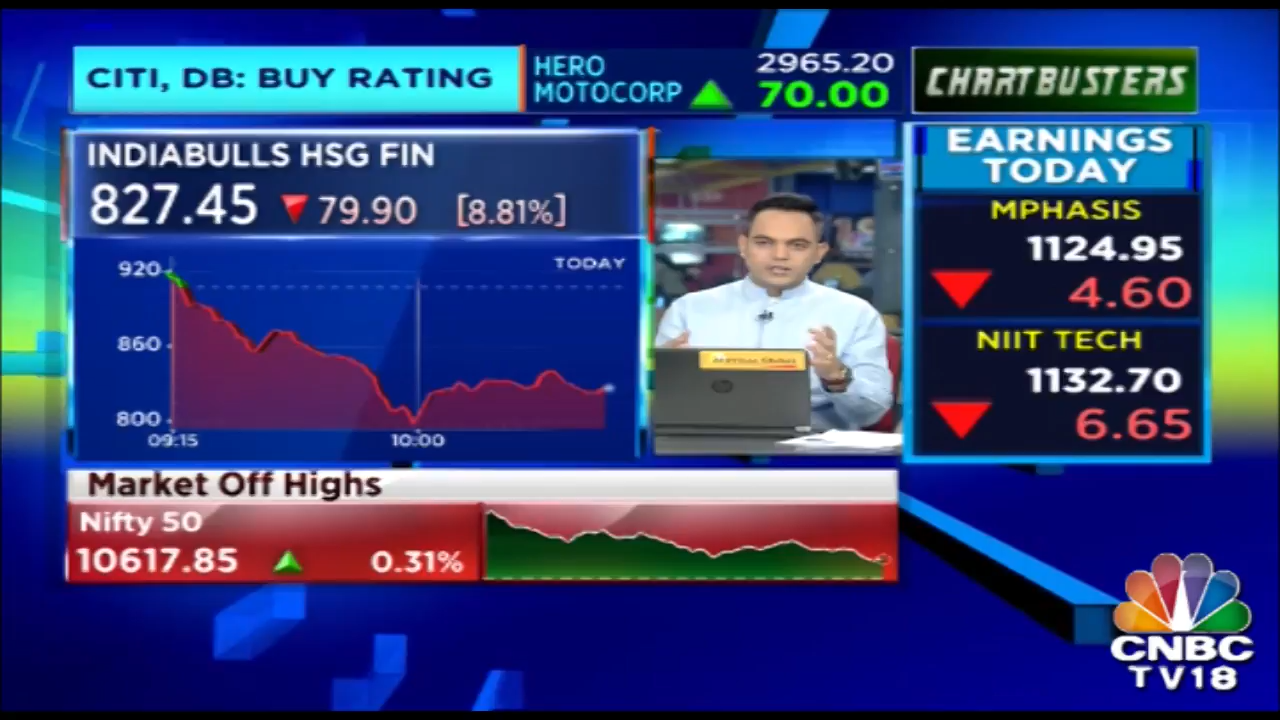 CITI, DB: BUY RATING
HERO
MOTOCORP
2965.20
70.00
CHARTBUSTERS
INDIABULLS HSG FIN
827.45 79.90 [8.81%]
TODAY
920
860
800
09:15 10:00
EARNINGS
TODAY
MPHASIS
1124.95
4.60
NIIT TECH
1132.70
6.65
Market Off Highs
Nifty 50
10617.85 0.31%
hp
CNBC
TV18